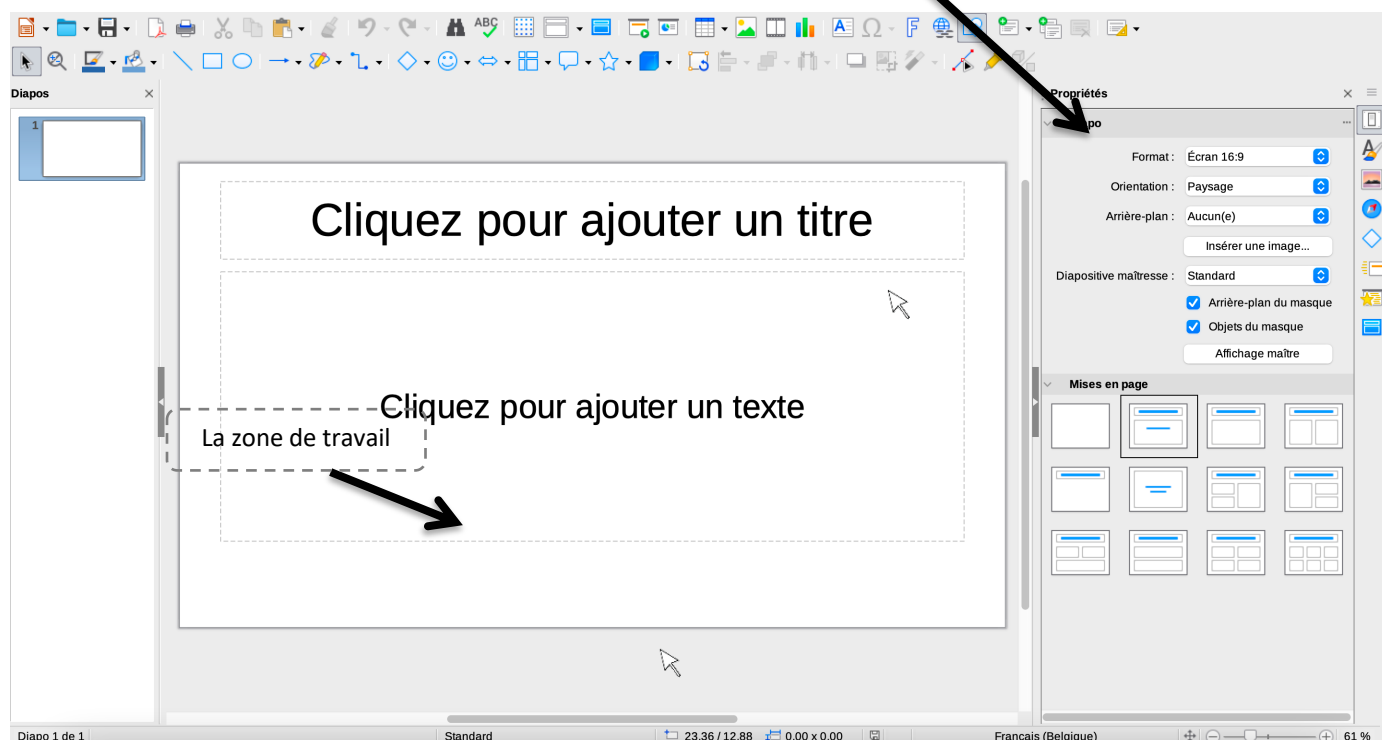 ABC
Ω
A
F
Diapos
1
Cliquez pour ajouter un titre
Cliquez pour ajouter un texte
La zone de travail
Propriétés
Format :
Écran 16:9
Orientation :
Paysage
Arrière-plan :
Aucun(e)
Insérer une image...
Diapositive maîtresse :
Standard
Arrière-plan du masque
Objets du masque
Affichage maître
Mises en page
Diapo 1 de 1
Standard
23.36 / 12.88
0.00 x 0.00
Français (Belgique)
61 %